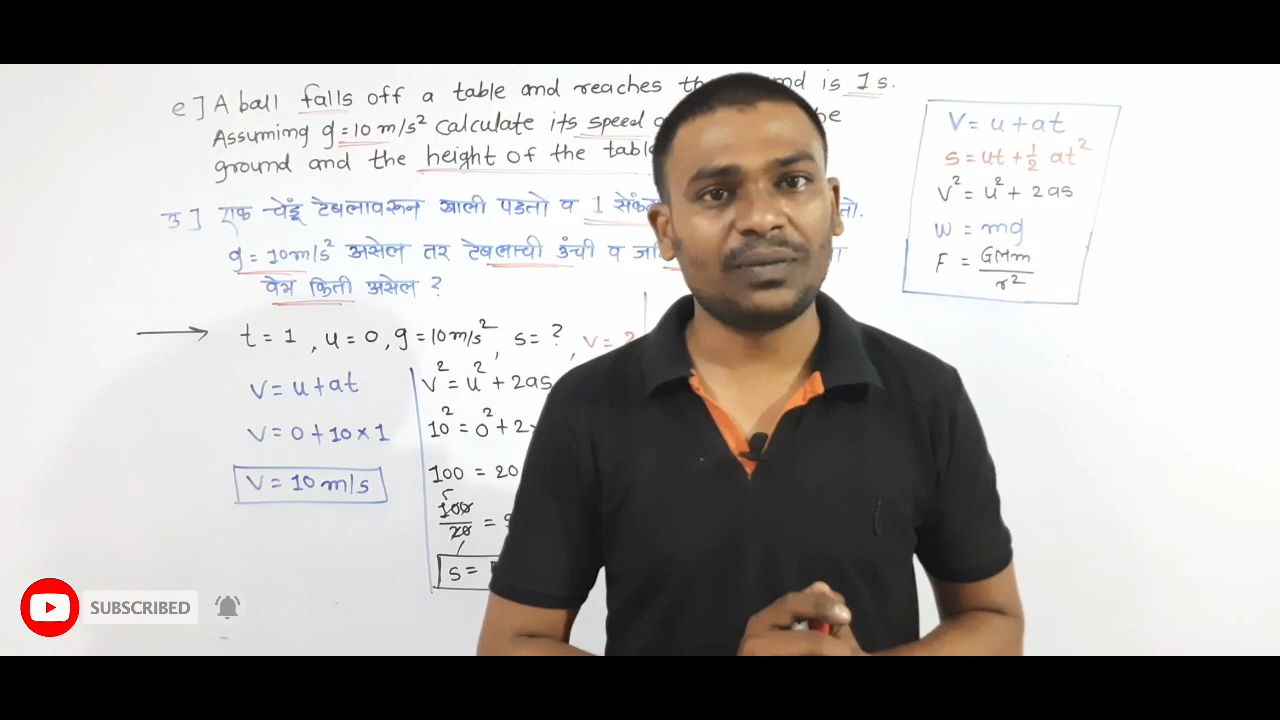 e] A ball falls off a table and reaches the is 1s.
Assuming g=10 m/s² calculate its speed
ground and the height of the table
उ] एक चेंडू टेबलावरून खाली पडतो व 1 सेकंदा
g = 10m/s² असेल तर टेबलाची उंची व
वेग किती असेल ?
t = 1 , u = 0 , g = 10 m/s² , s = ? , v = ?
v = u + at
v = 0 + 10 × 1
v = 10 m/s
v² = u² + 2as
10² = 0² + 2
100 = 20
5
100/20 =
s =
v = u + at
s = ut + 1/2 at²
v² = u² + 2as
w = mg
F = GMm/r²
SUBSCRIBED